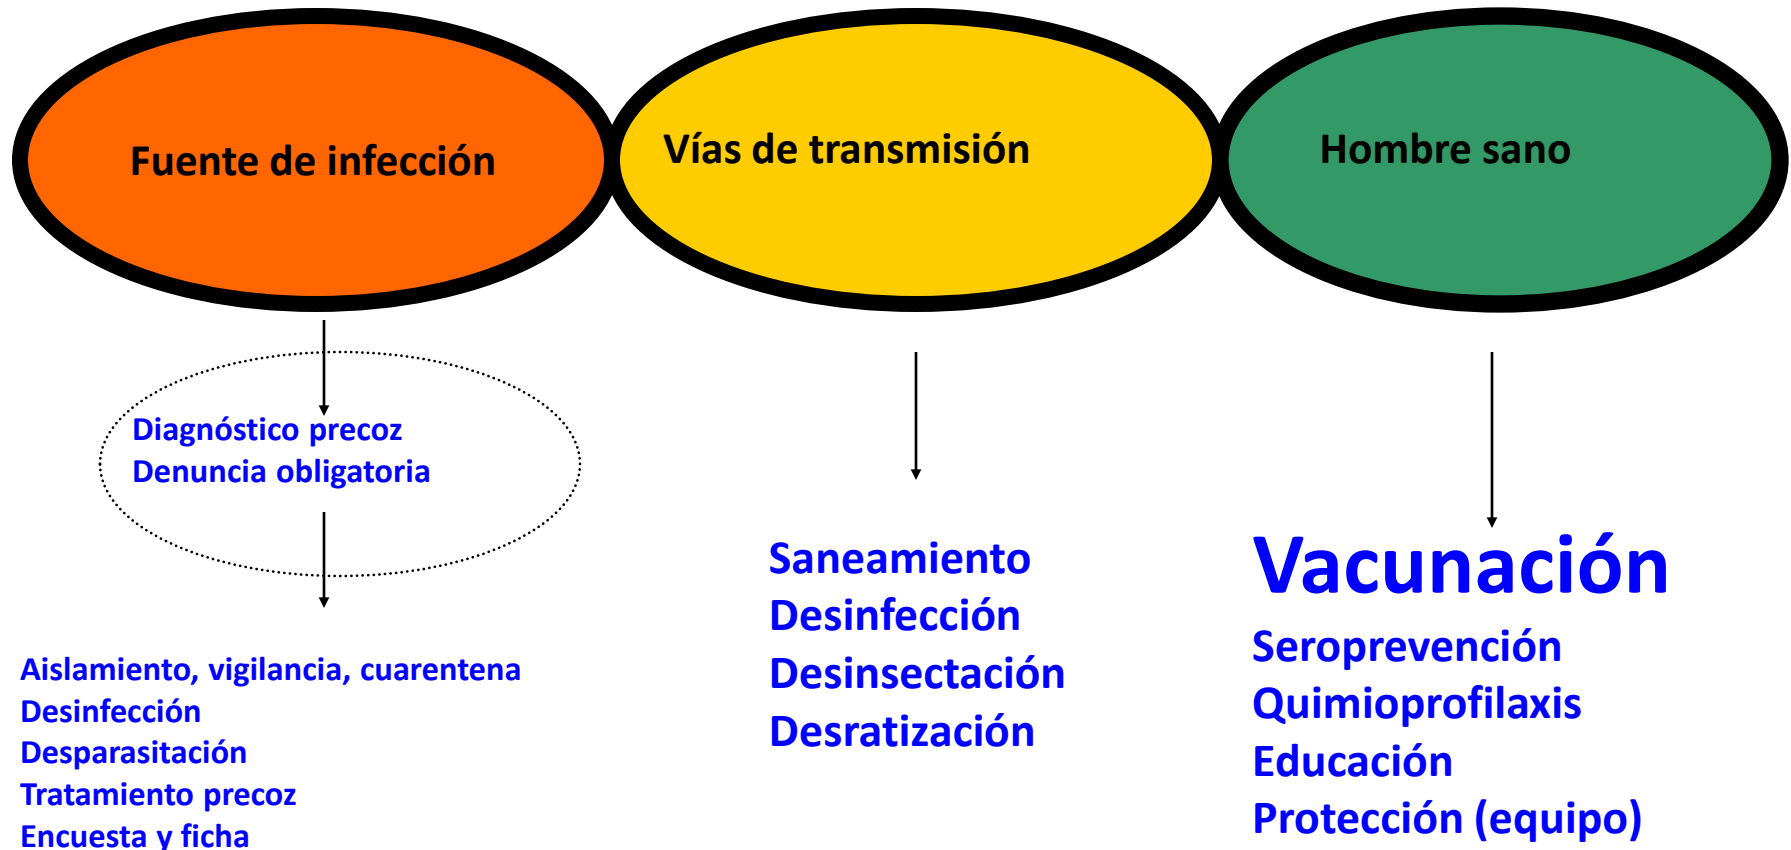 Fuente de infección
Vías de transmisión
Hombre sano
Diagnóstico precoz
Denuncia obligatoria
Aislamiento, vigilancia, cuarentena
Desinfección
Desparasitación
Tratamiento precoz
Encuesta y ficha
Saneamiento
Desinfección
Desinsectación
Desratización
Vacunación
Seroprevención
Quimioprofilaxis
Educación
Protección (equipo)